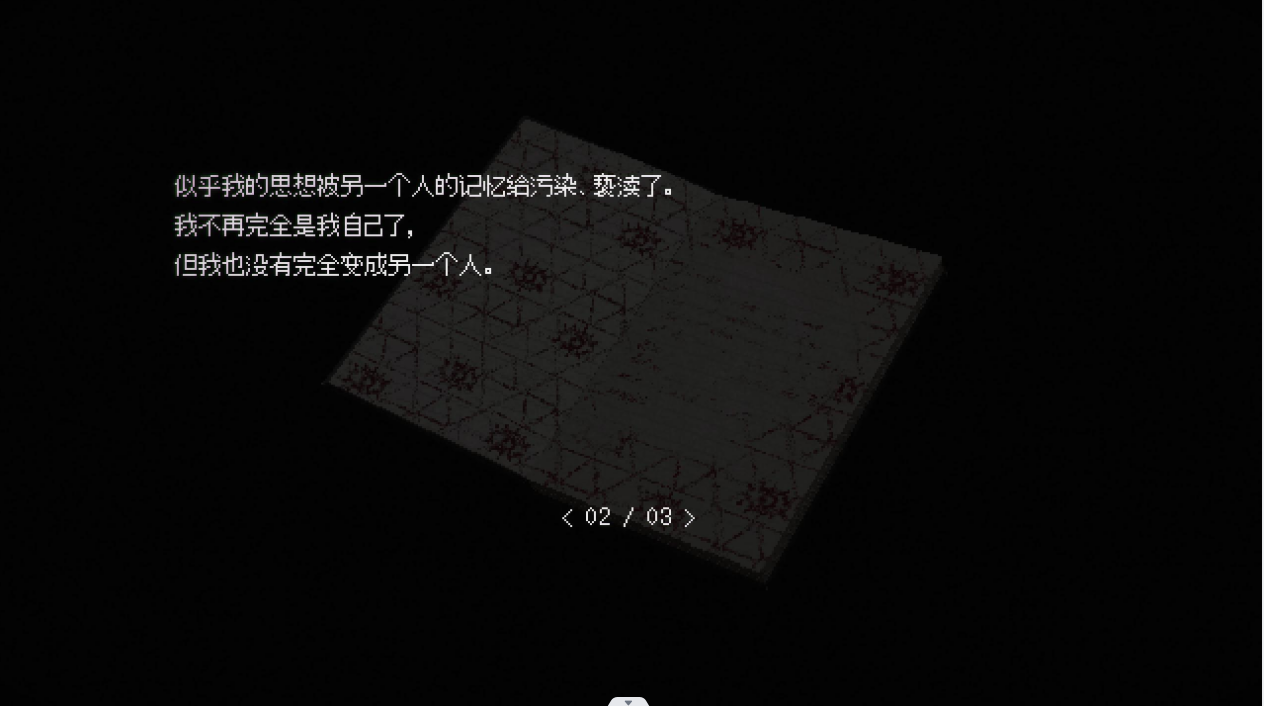 似乎我的思想被另一个人的记忆给污染、亵渎了。
我不再完全是我自己了，
但我也没有完全变成另一个人。
< 02 / 03 >